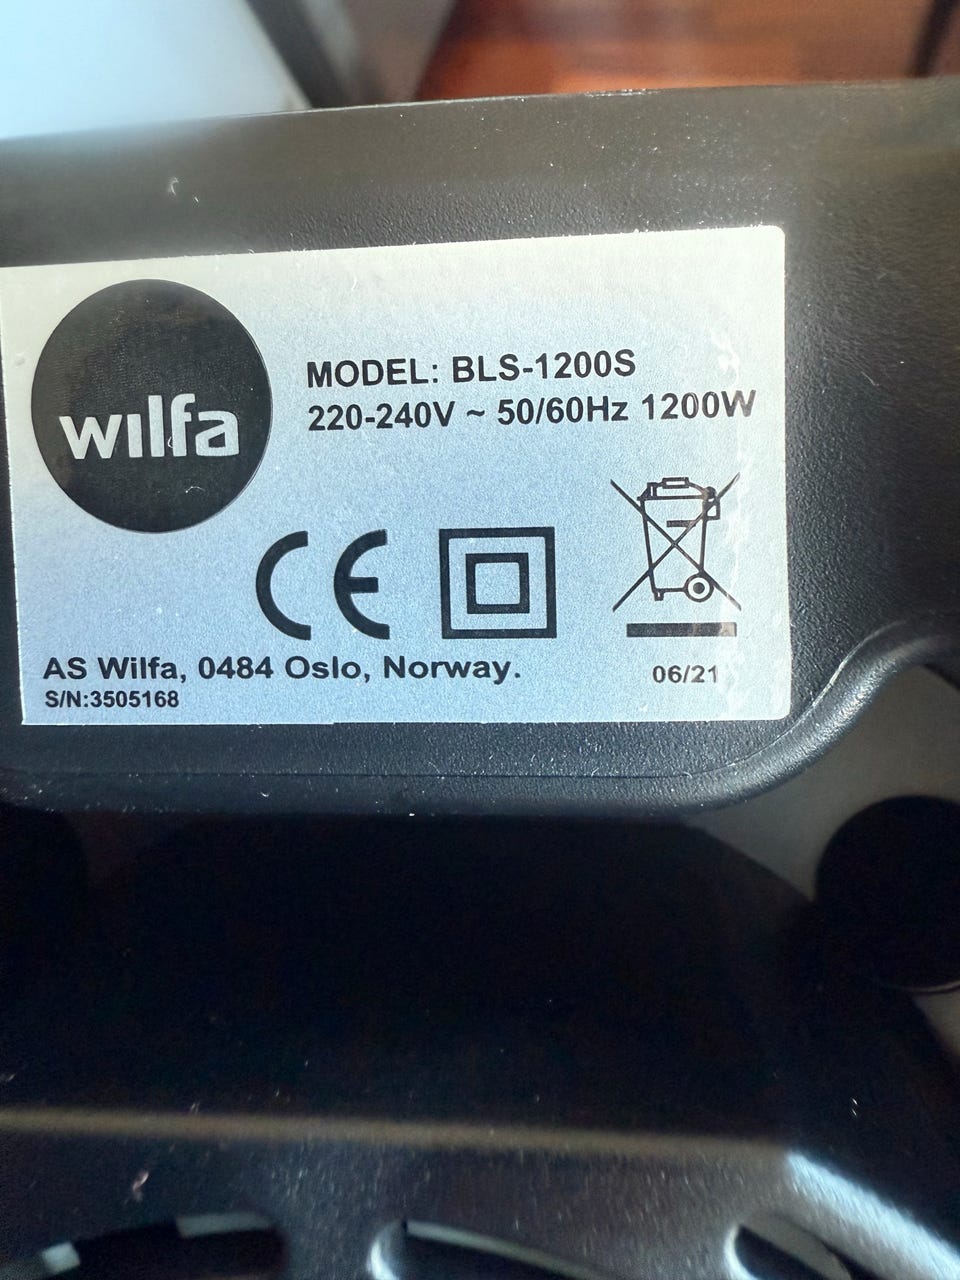 wilfa
MODEL: BLS-1200S
220-240V ~ 50/60Hz 1200W
CE
AS Wilfa, 0484 Oslo, Norway.
S/N:3505168
06/21